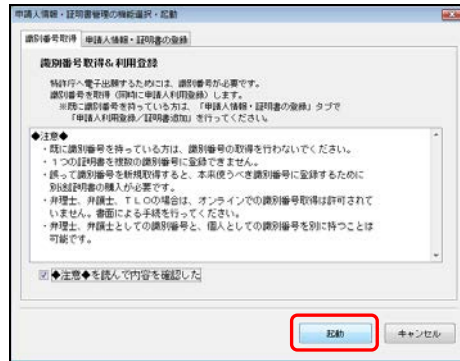 申請人情報・証明書管理の機能選択・起動
識別番号取得 申請人情報・証明書の登録
識別番号取得&利用登録
特許庁へ電子出願するためには、識別番号が必要です。
識別番号を取得（同時に申請人利用登録）します。
※既に識別番号を持っている方は、「申請人情報・証明書の登録」タブで
「申請人利用登録／証明書追加」を行ってください。
◆注意◆
・既に識別番号を持っている方は、識別番号の取得を行わないでください。
・１つの証明書を複数の識別番号に登録できません。
・誤って識別番号を新規取得すると、本来使うべき識別番号に登録するために
別途証明書の購入が必要です。
・弁理士、弁護士、ＴＬＯの場合は、オンラインでの識別番号取得は許可されて
いません。書面による手続を行ってください。
・弁理士、弁護士としての識別番号と、個人としての識別番号を別に持つことは
可能です。
◆注意◆を読んで内容を確認した
起動 キャンセル